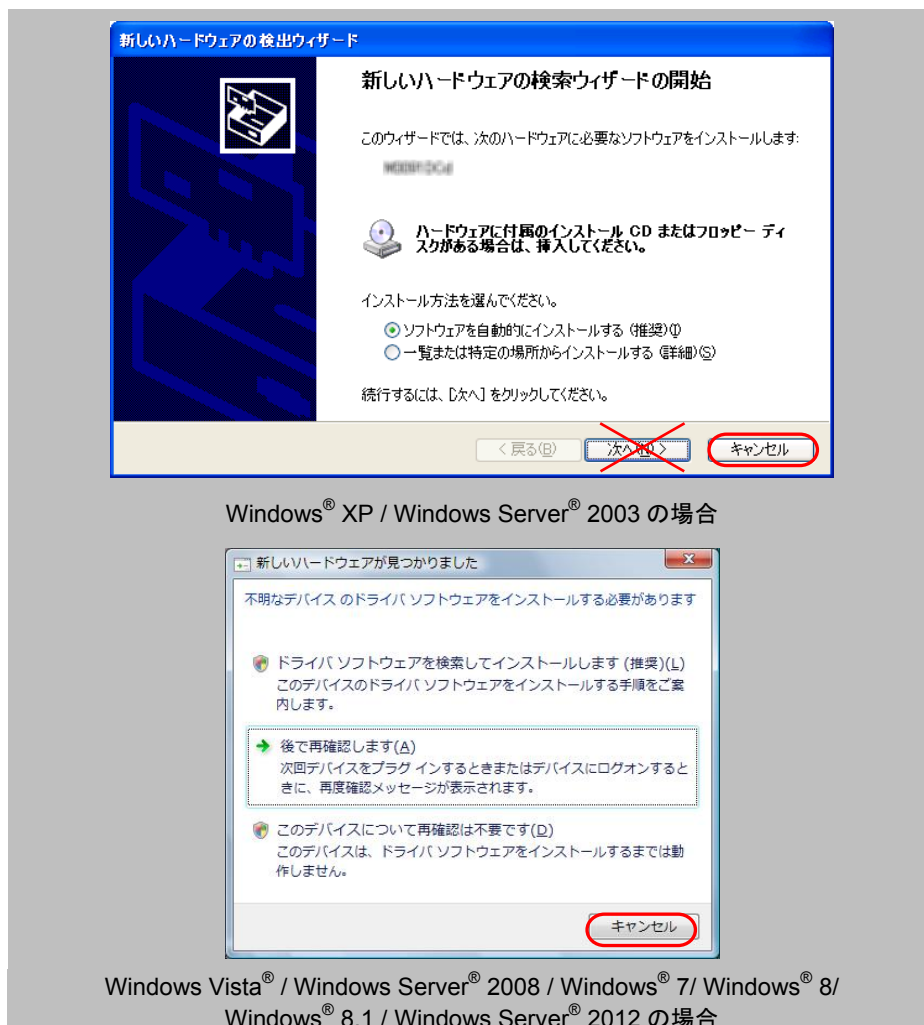 新しいハードウェアの検出ウィザード
新しいハードウェアの検索ウィザードの開始
このウィザードでは、次のハードウェアに必要なソフトウェアをインストールします:
ハードウェアに付属のインストール CD またはフロッピー ディ
スクがある場合は、挿入してください。
インストール方法を選んでください。
ソフトウェアを自動的にインストールする (推奨)(I)
一覧または特定の場所からインストールする (詳細)(S)
続行するには、[次へ] をクリックしてください。
< 戻る(B) 次へ(N) > キャンセル
Windows® XP / Windows Server® 2003 の場合
新しいハードウェアが見つかりました
不明なデバイス のドライバ ソフトウェアをインストールする必要があります
ドライバ ソフトウェアを検索してインストールします (推奨)(L)
このデバイスのドライバ ソフトウェアをインストールする手順をご案
内します。
後で再確認します(A)
次回デバイスをプラグ インするときまたはデバイスにログオンすると
きに、再度確認メッセージが表示されます。
このデバイスについて再確認は不要です(D)
このデバイスは、ドライバ ソフトウェアをインストールするまでは動
作しません。
キャンセル
Windows Vista® / Windows Server® 2008 / Windows® 7/ Windows® 8/
Windows® 8.1 / Windows Server® 2012 の場合